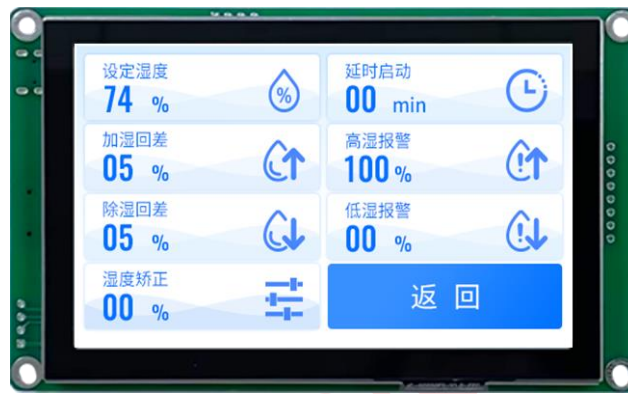 设定湿度
74 %
%
延时启动
00 min
加湿回差
05 %
高湿报警
100 %
除湿回差
05 %
低湿报警
00 %
湿度矫正
00 %
返回